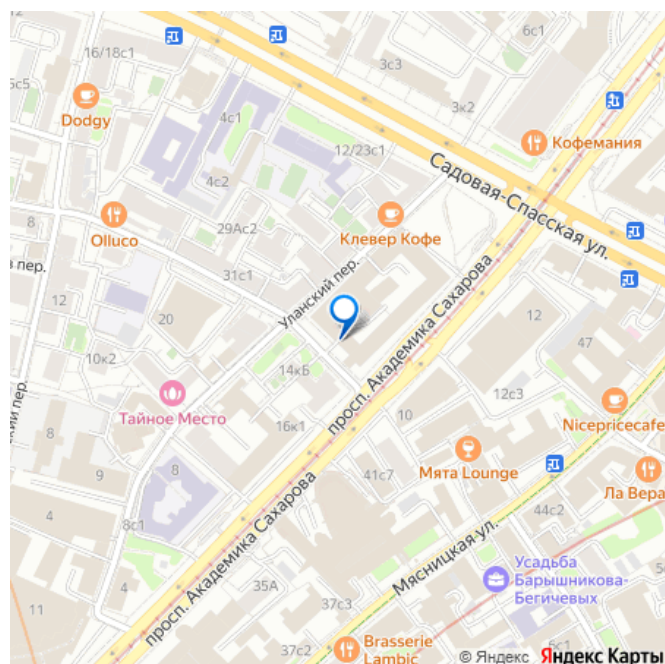 16/18с1
6с1
3с3
6с5
Dodgy
4с1
3к2
12/23с1
Кофемания
4с2
Садовая-Спасская ул.
8
Olluco
29Ас2
Клевер Кофе
в пер.
31с1
Уланский пер.
12
20
просп. Академика Сахарова
12
47
10к2
14кБ
Тайное Место
12с3
Nicepricecafe
16к1
10
9
8
Мята Lounge
41с7
Ла Вера
4
8с1
44с2
Мясницкая ул.
просп. Академика Сахарова
Усадьба
Барышникова-
Бегичевых
4
35А
11
37с3
37с2
Brasserie
Lambic
6с1
© Яндекс Яндекс Карты